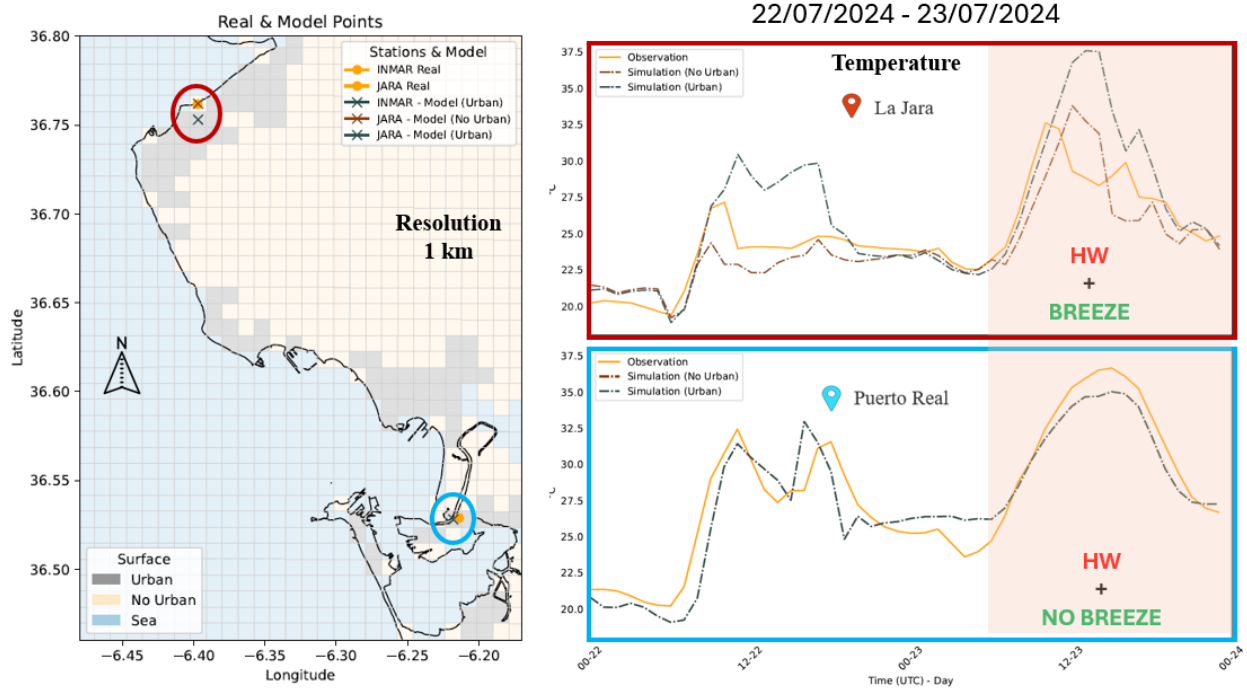 22/07/2024 - 23/07/2024
Real & Model Points
36.80
36.75
36.70
36.65
36.60
36.55
36.50
Latitude
Stations & Model
INMAR Real
JARA Real
INMAR - Model (Urban)
JARA - Model (No Urban)
JARA - Model (Urban)
Resolution
1 km
N
Surface
Urban
No Urban
Sea
−6.45 −6.40 −6.35 −6.30 −6.25 −6.20
Longitude
37.5
35.0
32.5
30.0
27.5
25.0
22.5
20.0
°C
Observation
Simulation (No Urban)
Simulation (Urban)
Temperature
La Jara
HW
+
BREEZE
37.5
35.0
32.5
30.0
27.5
25.0
22.5
20.0
°C
Observation
Simulation (No Urban)
Simulation (Urban)
Puerto Real
HW
+
NO BREEZE
00-22 12-22 00-23 12-23 00-24
Time (UTC) - Day